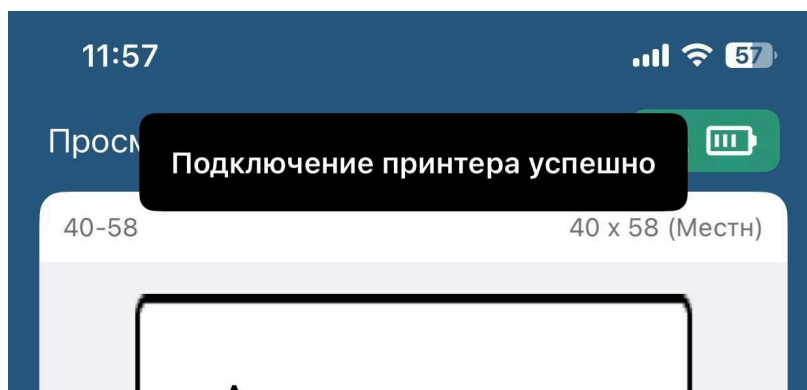 11:57
57
Просм
Подключение принтера успешно
40-58
40 x 58 (Местн)